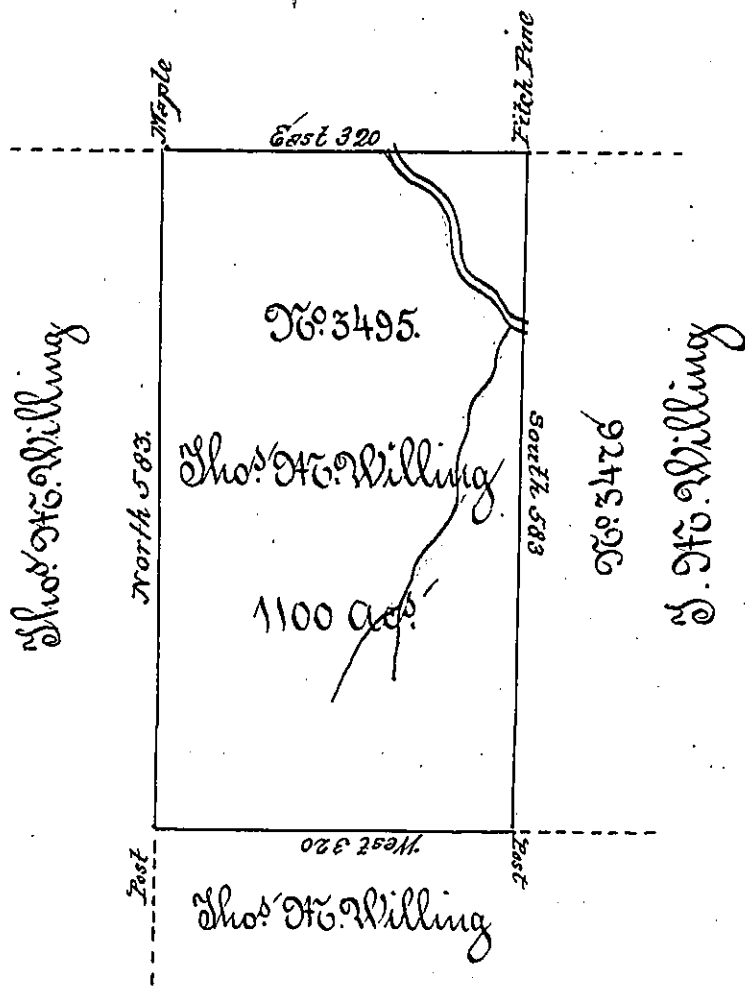 Maple
Pitch Pine
East 320
No. 3495.
Thos. M. Willing
North 583.
Thos. M. Willing
South 583
No. 3476
T. M. Willing
1100 acs.
West 320
Post
Post
Thos. M. Willing